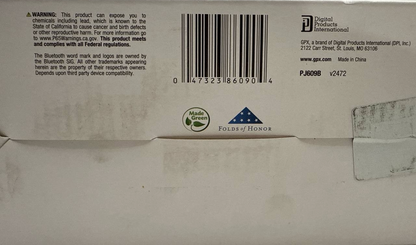 WARNING: This product can expose you to
chemicals including lead, which is known to the
State of California to cause cancer and birth defects
or other reproductive harm. For more information go
to www.P65Warnings.ca.gov. This product meets
and complies with all Federal regulations.
The Bluetooth word mark and logos are owned by
the Bluetooth SIG. All other trademarks appearing
herein are the property of their respective owners.
Depends upon third party device compatibility.
0 47323 86090 4
Made
Green
FOLDS of HONOR
Digital
Products
International
GPX, a brand of Digital Products International (DPI, Inc.)
2122 Carr Street, St. Louis, MO 63106
www.gpx.com Made in China
PJ609B v2472